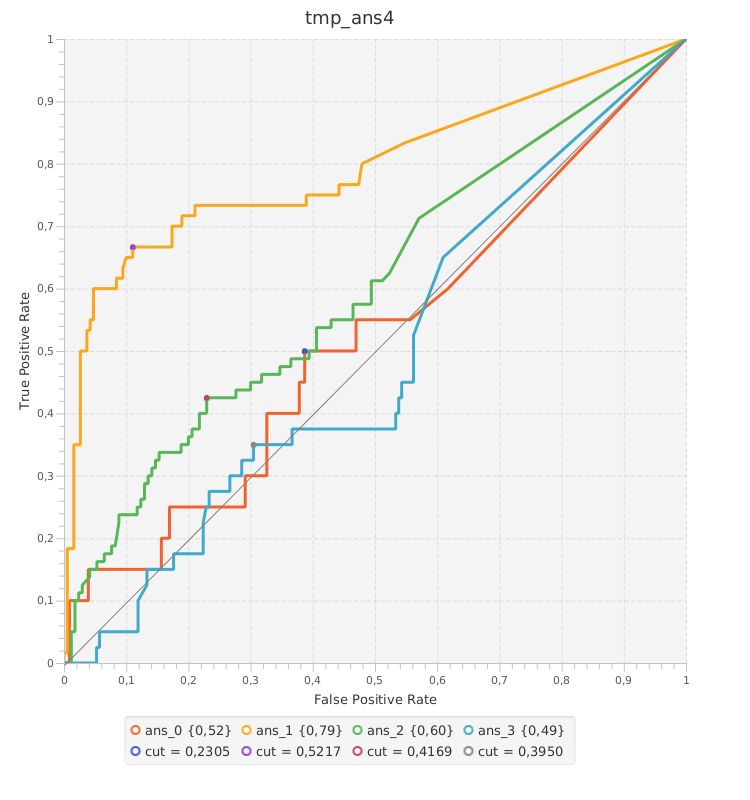 tmp_ans4
1
0,9
0,8
0,7
0,6
0,5
0,4
0,3
0,2
0,1
0
True Positive Rate
0 0,1 0,2 0,3 0,4 0,5 0,6 0,7 0,8 0,9 1
False Positive Rate
ans_0 {0,52} ans_1 {0,79} ans_2 {0,60} ans_3 {0,49}
cut = 0,2305 cut = 0,5217 cut = 0,4169 cut = 0,3950